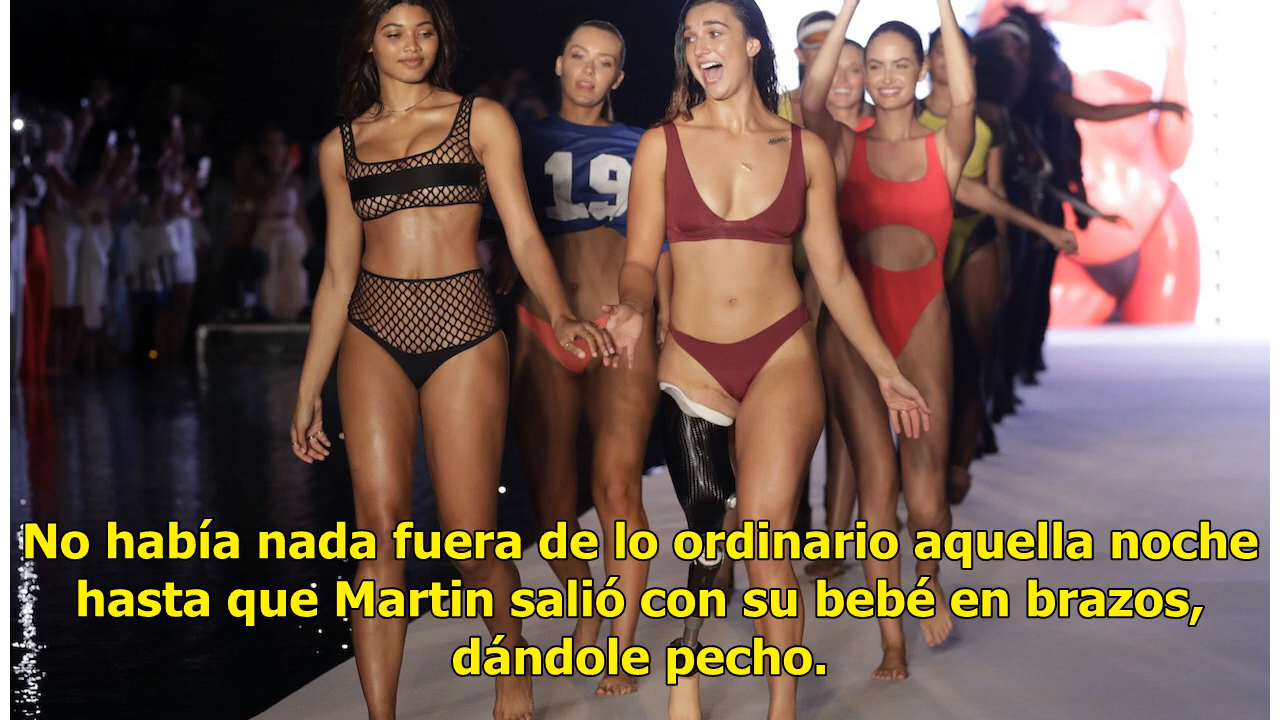 19
No había nada fuera de lo ordinario aquella noche
hasta que Martin salió con su bebé en brazos,
dándole pecho.